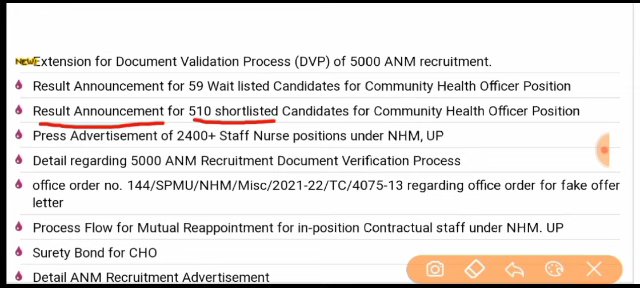 NEW Extension for Document Validation Process (DVP) of 5000 ANM recruitment.
Result Announcement for 59 Wait listed Candidates for Community Health Officer Position
Result Announcement for 510 shortlisted Candidates for Community Health Officer Position
Press Advertisement of 2400+ Staff Nurse positions under NHM, UP
Detail regarding 5000 ANM Recruitment Document Verification Process
office order no. 144/SPMU/NHM/Misc/2021-22/TC/4075-13 regarding office order for fake offer
letter
Process Flow for Mutual Reappointment for in-position Contractual staff under NHM. UP
Surety Bond for CHO
Detail ANM Recruitment Advertisement